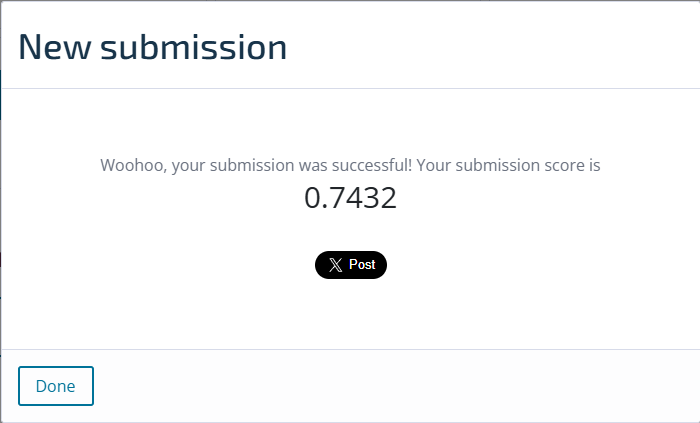 New submission
Woohoo, your submission was successful! Your submission score is
0.7432
Post
Done